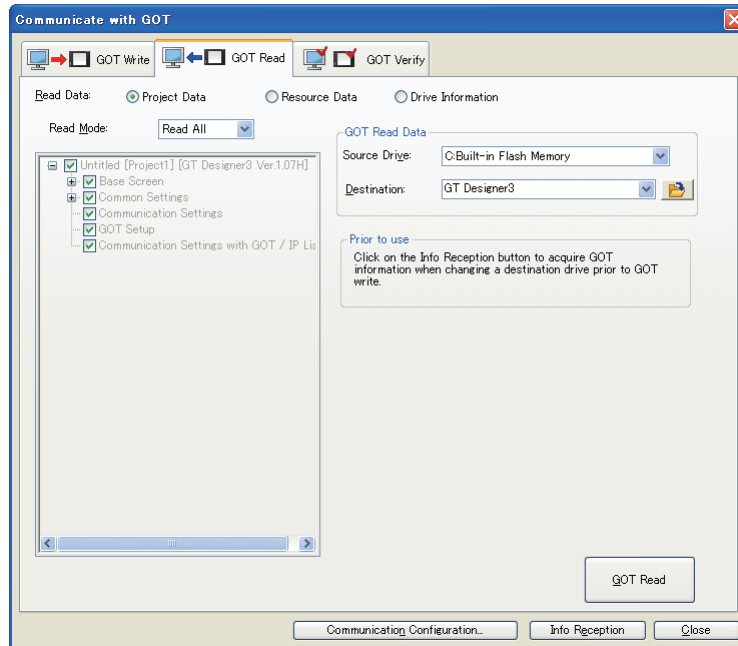 Communicate with GOT
GOT Write GOT Read GOT Verify
Read Data: Project Data Resource Data Drive Information
Read Mode: Read All
GOT Read Data
Source Drive: C:Built-in Flash Memory
Destination: GT Designer3
Untitled [Project1] [GT Designer3 Ver.1.07H]
Base Screen
Common Settings
Communication Settings
GOT Setup
Communication Settings with GOT / IP Lis
Prior to use
Click on the Info Reception button to acquire GOT
information when changing a destination drive prior to GOT
write.
GOT Read
Communication Configuration... Info Reception Close